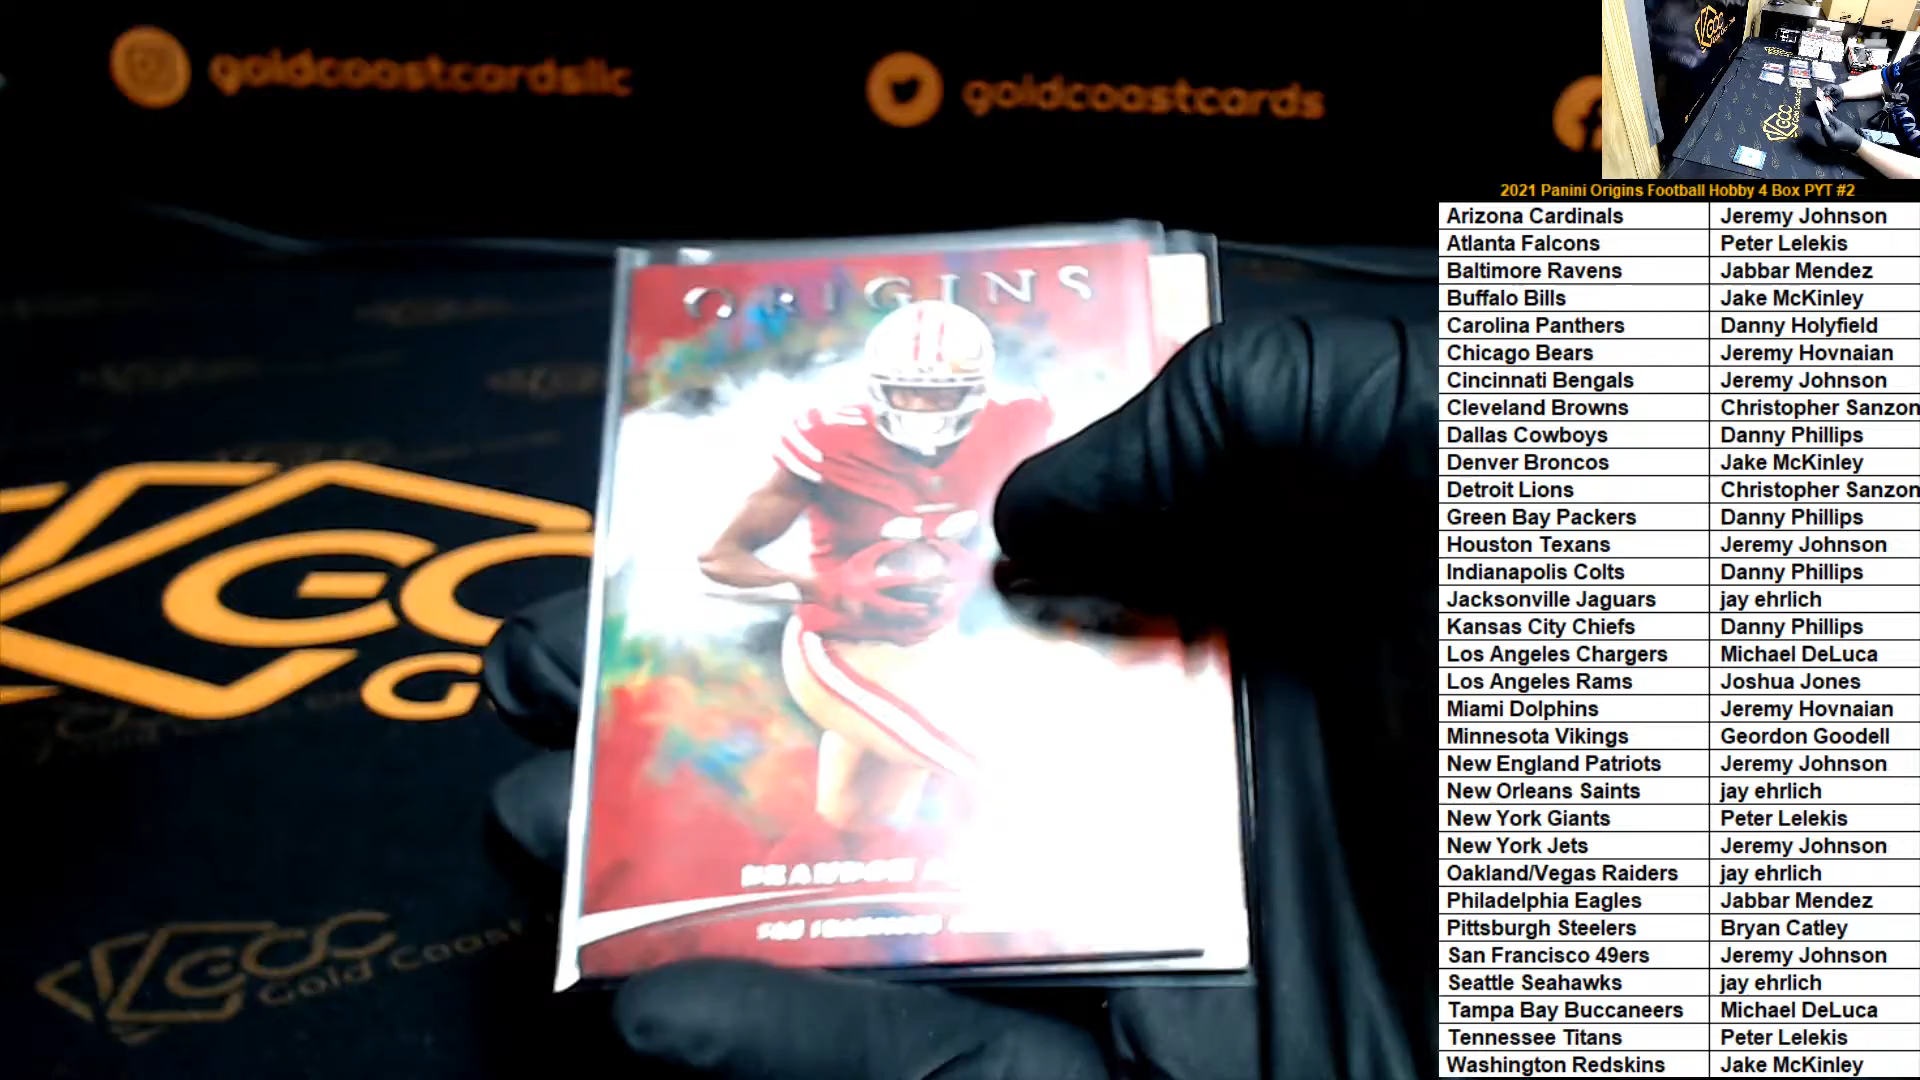 goldcoastcardsllc
goldcoastcards
2021 Panini Origins Football Hobby 4 Box PYT #2
Arizona Cardinals Jeremy Johnson
Atlanta Falcons Peter Lelekis
Baltimore Ravens Jabbar Mendez
Buffalo Bills Jake McKinley
Carolina Panthers Danny Holyfield
Chicago Bears Jeremy Hovnaian
Cincinnati Bengals Jeremy Johnson
Cleveland Browns Christopher Sanzon
Dallas Cowboys Danny Phillips
Denver Broncos Jake McKinley
Detroit Lions Christopher Sanzon
Green Bay Packers Danny Phillips
Houston Texans Jeremy Johnson
Indianapolis Colts Danny Phillips
Jacksonville Jaguars jay ehrlich
Kansas City Chiefs Danny Phillips
Los Angeles Chargers Michael DeLuca
Los Angeles Rams Joshua Jones
Miami Dolphins Jeremy Hovnaian
Minnesota Vikings Geordon Goodell
New England Patriots Jeremy Johnson
New Orleans Saints jay ehrlich
New York Giants Peter Lelekis
New York Jets Jeremy Johnson
Oakland/Vegas Raiders jay ehrlich
Philadelphia Eagles Jabbar Mendez
Pittsburgh Steelers Bryan Catley
San Francisco 49ers Jeremy Johnson
Seattle Seahawks jay ehrlich
Tampa Bay Buccaneers Michael DeLuca
Tennessee Titans Peter Lelekis
Washington Redskins Jake McKinley
ORIGINS
BRANDON
SAN FRANCISCO
GCC
Gold Coast